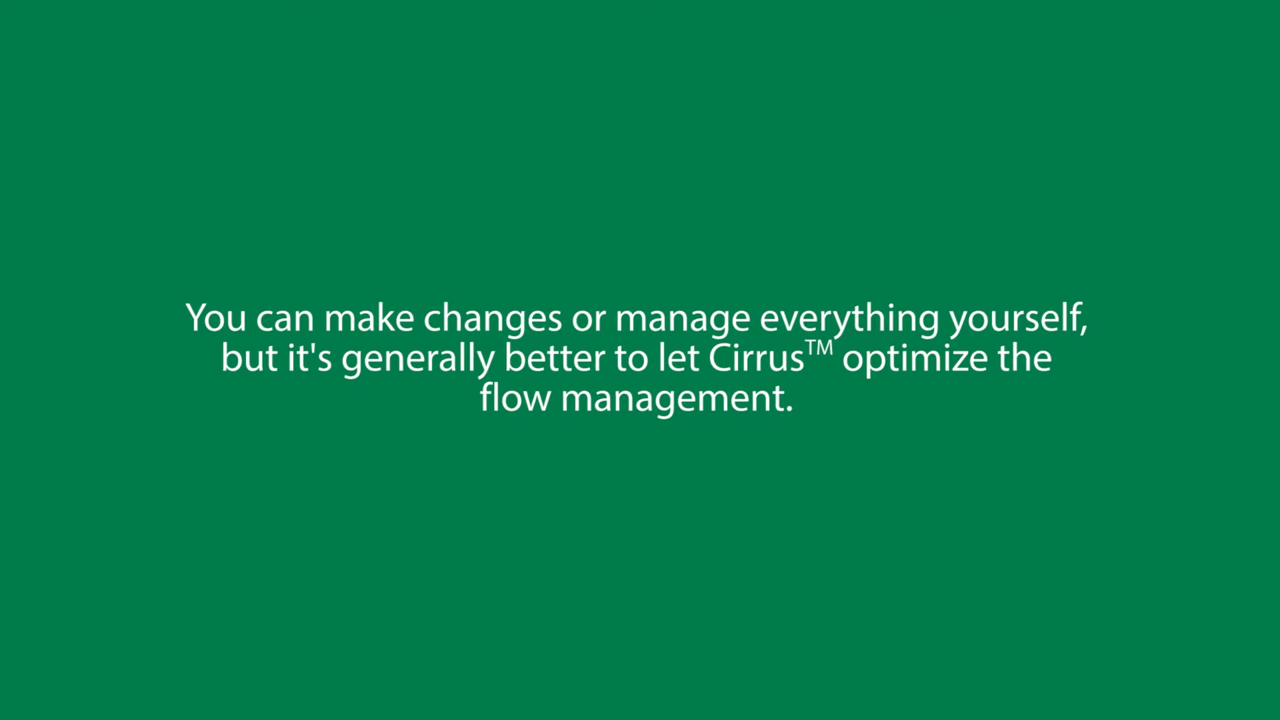 You can make changes or manage everything yourself,
but it's generally better to let Cirrus™ optimize the
flow management.